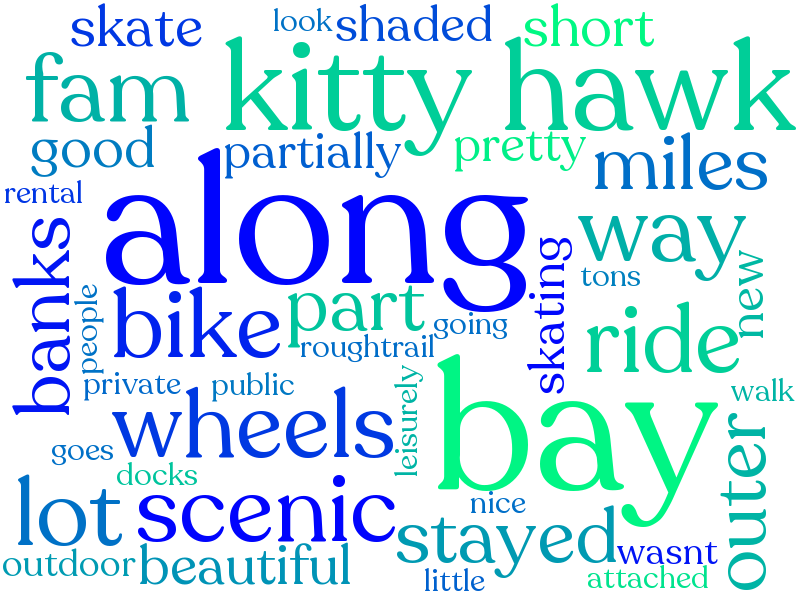 skate
look
shaded
short
fam
kitty hawk
good
partially
pretty
miles
rental
along
banks
way
skating
tons
new
people
bike
part
going
roughtrail
ride
private
public
leisurely
bay
walk
wheels
goes
docks
outer
lot
scenic
nice
stayed
wasnt
outdoor
beautiful
little
attached